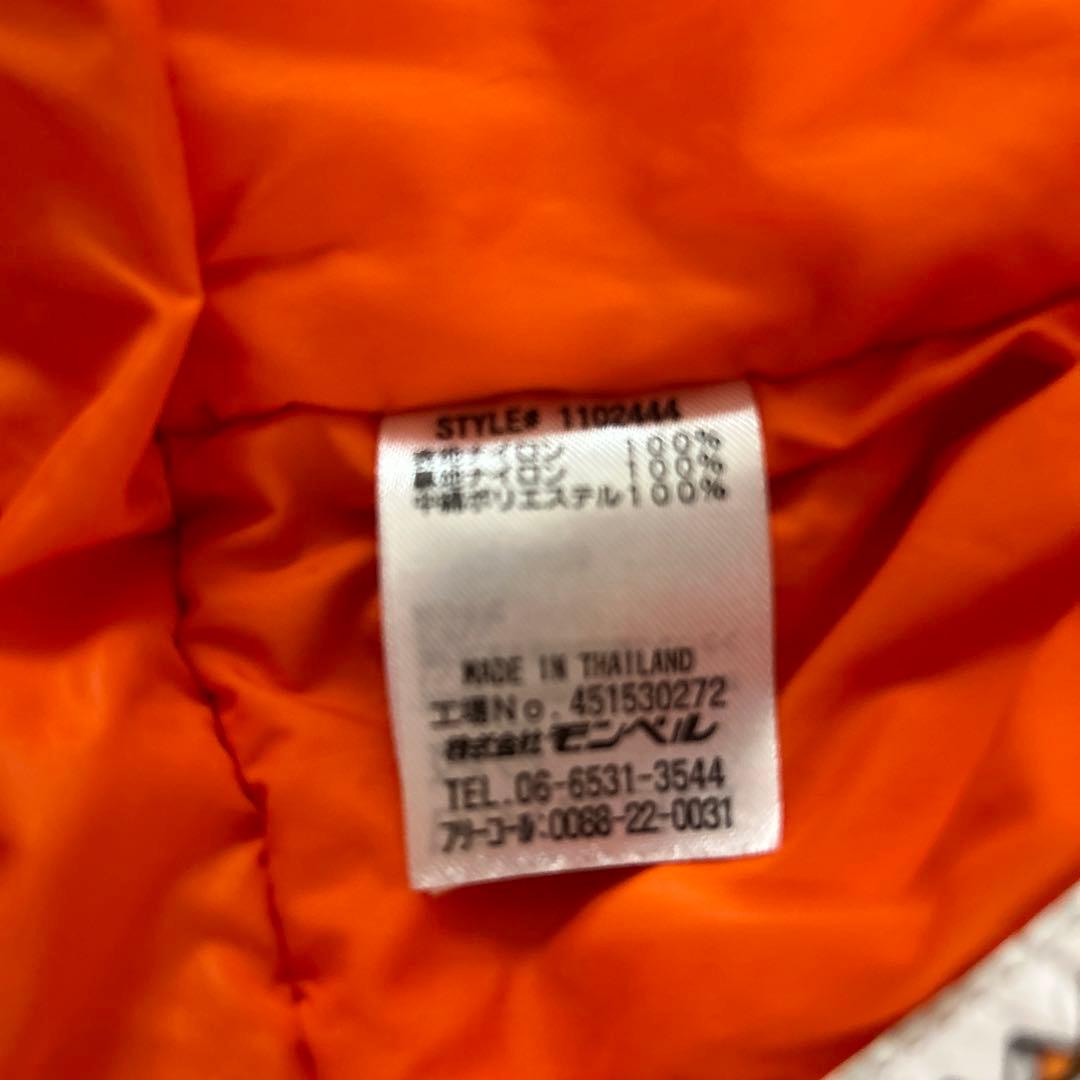 STYLE# 1102444
表地ナイロン 100%
裏地ナイロン 100%
中綿ポリエステル100%
MADE IN THAILAND
工場No.451530272
株式会社モンベル
TEL.06-6531-3544
フリーコール:0088-22-0031